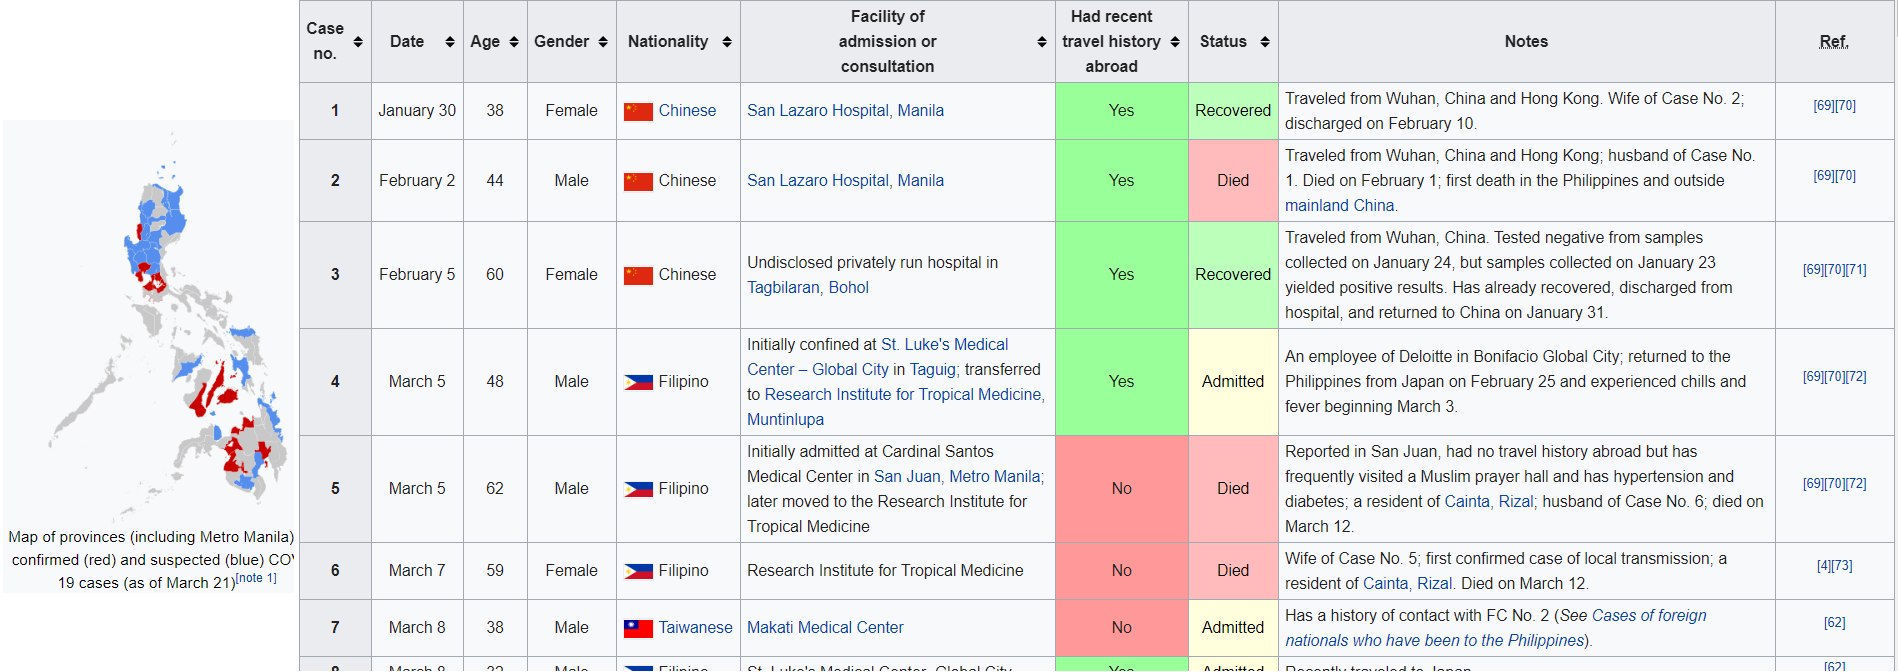 Case no.
Date
Age
Gender
Nationality
Facility of
admission or
consultation
Had recent
travel history
abroad
Status
Notes
Ref.
1
January 30
38
Female
Chinese
San Lazaro Hospital, Manila
Yes
Recovered
Traveled from Wuhan, China and Hong Kong. Wife of Case No. 2;
discharged on February 10.
[69][70]
2
February 2
44
Male
Chinese
San Lazaro Hospital, Manila
Yes
Died
Traveled from Wuhan, China and Hong Kong; husband of Case No.
1. Died on February 1; first death in the Philippines and outside
mainland China.
[69][70]
3
February 5
60
Female
Chinese
Undisclosed privately run hospital in
Tagbilaran, Bohol
Yes
Recovered
Traveled from Wuhan, China. Tested negative from samples
collected on January 24, but samples collected on January 23
yielded positive results. Has already recovered, discharged from
hospital, and returned to China on January 31.
[69][70][71]
4
March 5
48
Male
Filipino
Initially confined at St. Luke's Medical
Center – Global City in Taguig; transferred
to Research Institute for Tropical Medicine,
Muntinlupa
Yes
Admitted
An employee of Deloitte in Bonifacio Global City; returned to the
Philippines from Japan on February 25 and experienced chills and
fever beginning March 3.
[69][70][72]
5
March 5
62
Male
Filipino
Initially admitted at Cardinal Santos
Medical Center in San Juan, Metro Manila;
later moved to the Research Institute for
Tropical Medicine
No
Died
Reported in San Juan, had no travel history abroad but has
frequently visited a Muslim prayer hall and has hypertension and
diabetes; a resident of Cainta, Rizal; husband of Case No. 6; died on
March 12.
[69][70][72]
6
March 7
59
Female
Filipino
Research Institute for Tropical Medicine
No
Died
Wife of Case No. 5; first confirmed case of local transmission; a
resident of Cainta, Rizal. Died on March 12.
[4][73]
7
March 8
38
Male
Taiwanese
Makati Medical Center
No
Admitted
Has a history of contact with FC No. 2 (See Cases of foreign
nationals who have been to the Philippines).
[62]
8
March 8
32
Male
Filipino
St. Luke's Medical Center, Global City
Yes
Admitted
Recently traveled to Japan.
[62]
Map of provinces (including Metro Manila)
confirmed (red) and suspected (blue) CO
19 cases (as of March 21)[note 1]